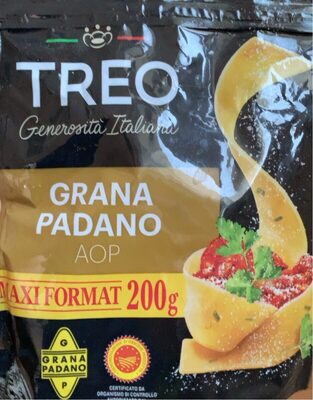 TREO
Generosità Italiana
GRANA
PADANO
AOP
MAXI FORMAT 200g
G
GRANA
PADANO
P
CERTIFICATO DA
ORGANISMO DI CONTROLLO